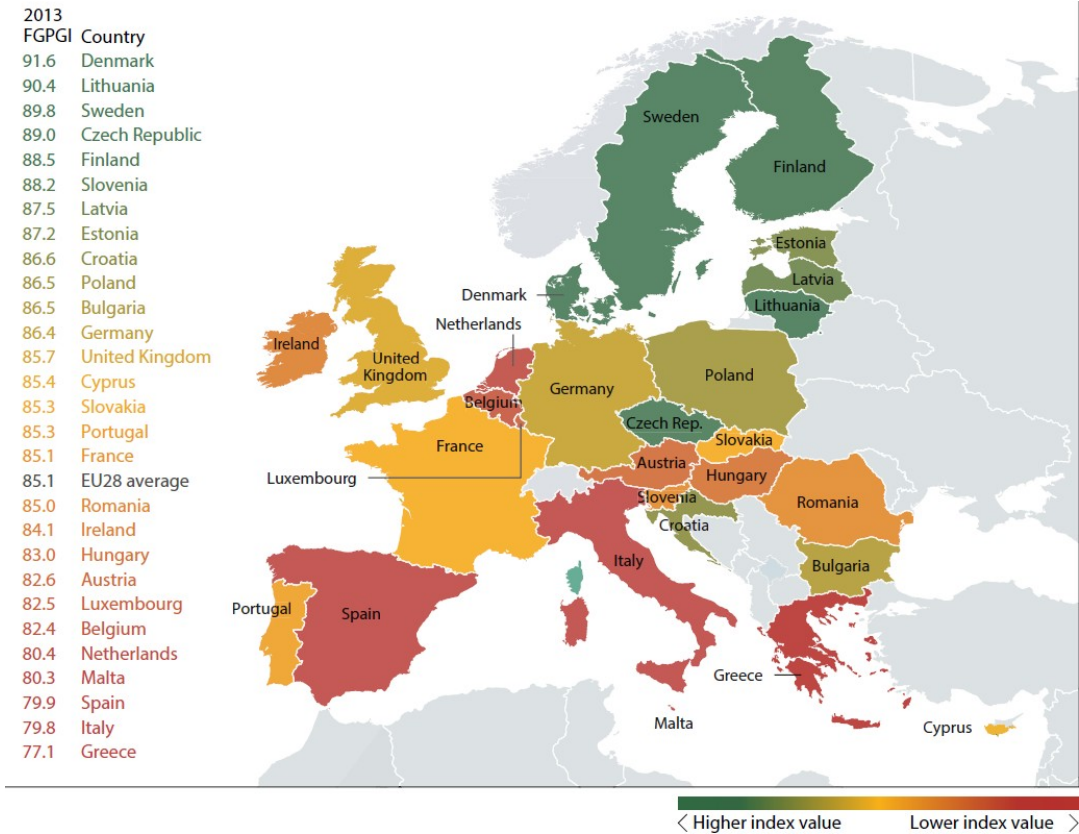 2013
FGPGI Country
91.6 Denmark
90.4 Lithuania
89.8 Sweden
89.0 Czech Republic
88.5 Finland
88.2 Slovenia
87.5 Latvia
87.2 Estonia
86.6 Croatia
86.5 Poland
86.5 Bulgaria
86.4 Germany
85.7 United Kingdom
85.4 Cyprus
85.3 Slovakia
85.3 Portugal
85.1 France
85.1 EU28 average
85.0 Romania
84.1 Ireland
83.0 Hungary
82.6 Austria
82.5 Luxembourg
82.4 Belgium
80.4 Netherlands
80.3 Malta
79.9 Spain
79.8 Italy
77.1 Greece
Sweden
Finland
Estonia
Latvia
Denmark
Lithuania
Netherlands
Ireland
United
Kingdom
Poland
Germany
Belgium
Czech Rep.
France
Slovakia
Austria
Luxembourg
Hungary
Slovenia
Romania
Croatia
Italy
Bulgaria
Portugal
Spain
Greece
Malta
Cyprus
< Higher index value Lower index value >